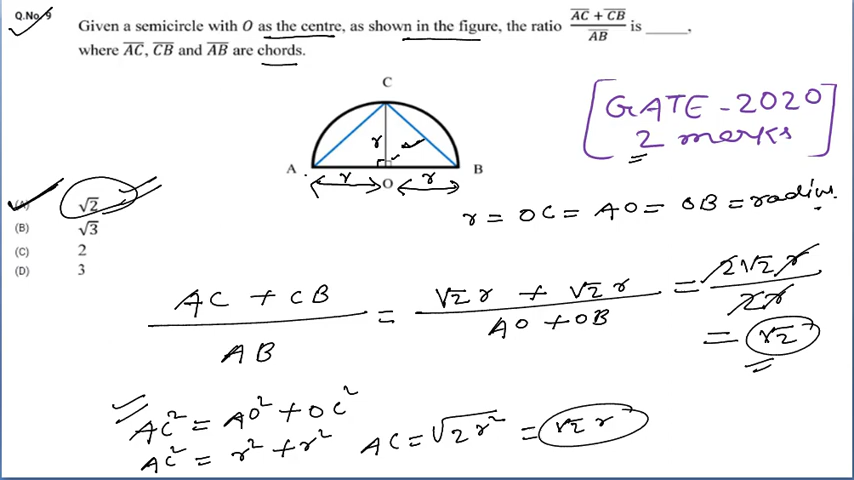 Q.No. 9
Given a semicircle with O as the centre, as shown in the figure, the ratio (AC̅ + CB̅)/AB̅ is _____,
where AC̅, CB̅ and AB̅ are chords.
C
r
A
O
B
r
r
[GATE - 2020
2 marks]
(A) √2
(B) √3
(C) 2
(D) 3
r = OC = AO = OB = radius.
(AC + CB)/AB = (√2 r + √2 r)/(AO + OB) = 2√2 r/2r
= √2
AC² = AO² + OC²
AC² = r² + r²
AC = √2r² = √2 r